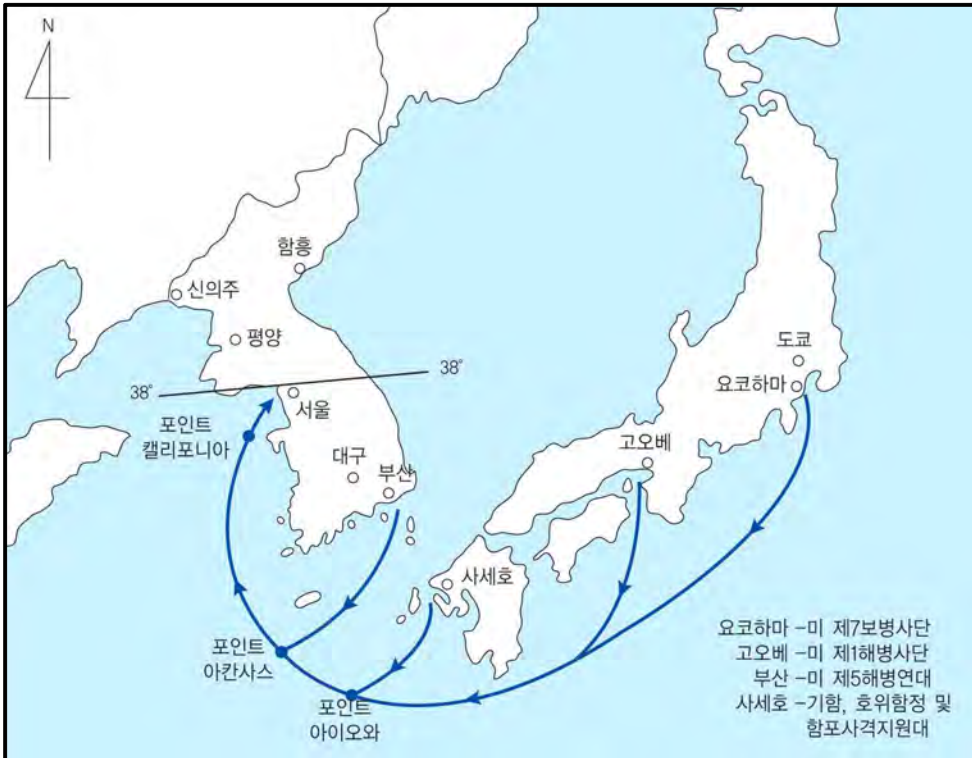 N
함흥
신의주
평양
38°
38°
서울
포인트
캘리포니아
대구
부산
도쿄
요코하마
고오베
사세호
포인트
아칸사스
포인트
아이오와
요코하마 -미 제7보병사단
고오베 -미 제1해병사단
부산 -미 제5해병연대
사세호 -기함, 호위함정 및
함포사격지원대